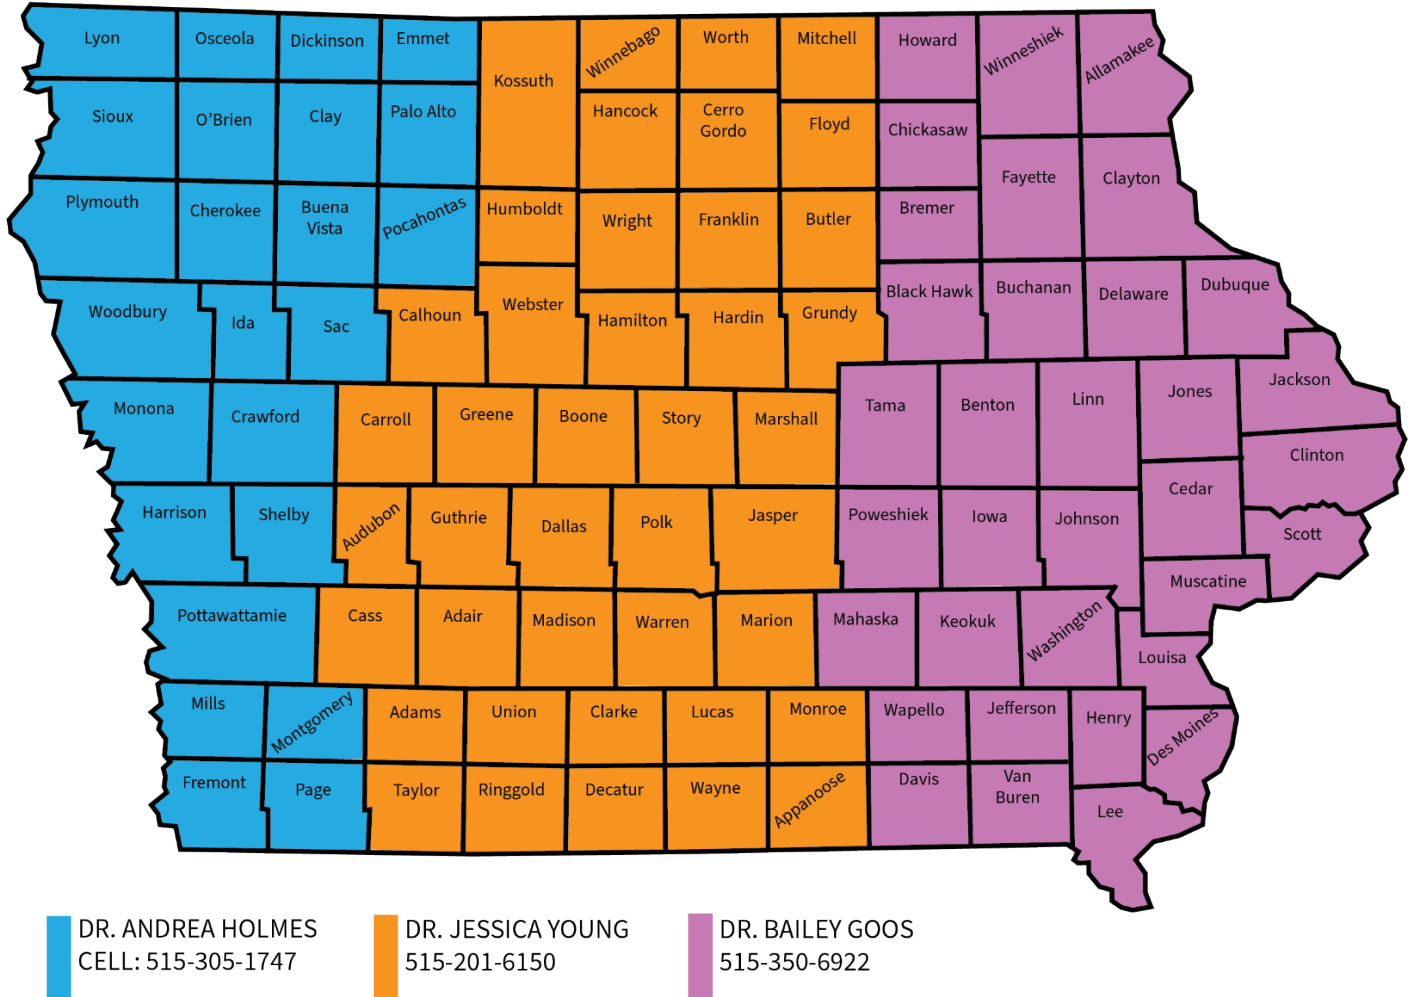 Lyon
Osceola
Dickinson
Emmet
Kossuth
Winnebago
Worth
Mitchell
Howard
Winneshiek
Allamakee
Sioux
O'Brien
Clay
Palo Alto
Hancock
Cerro
Gordo
Floyd
Chickasaw
Fayette
Clayton
Plymouth
Cherokee
Buena
Vista
Pocahontas
Humboldt
Wright
Franklin
Butler
Bremer
Woodbury
Ida
Sac
Calhoun
Webster
Hamilton
Hardin
Grundy
Black Hawk
Buchanan
Delaware
Dubuque
Monona
Crawford
Carroll
Greene
Boone
Story
Marshall
Tama
Benton
Linn
Jones
Jackson
Clinton
Harrison
Shelby
Audubon
Guthrie
Dallas
Polk
Jasper
Poweshiek
Iowa
Johnson
Cedar
Scott
Muscatine
Pottawattamie
Cass
Adair
Madison
Warren
Marion
Mahaska
Keokuk
Washington
Louisa
Mills
Montgomery
Adams
Union
Clarke
Lucas
Monroe
Wapello
Jefferson
Henry
Des Moines
Fremont
Page
Taylor
Ringgold
Decatur
Wayne
Appanoose
Davis
Van
Buren
Lee
DR. ANDREA HOLMES
CELL: 515-305-1747
DR. JESSICA YOUNG
515-201-6150
DR. BAILEY GOOS
515-350-6922